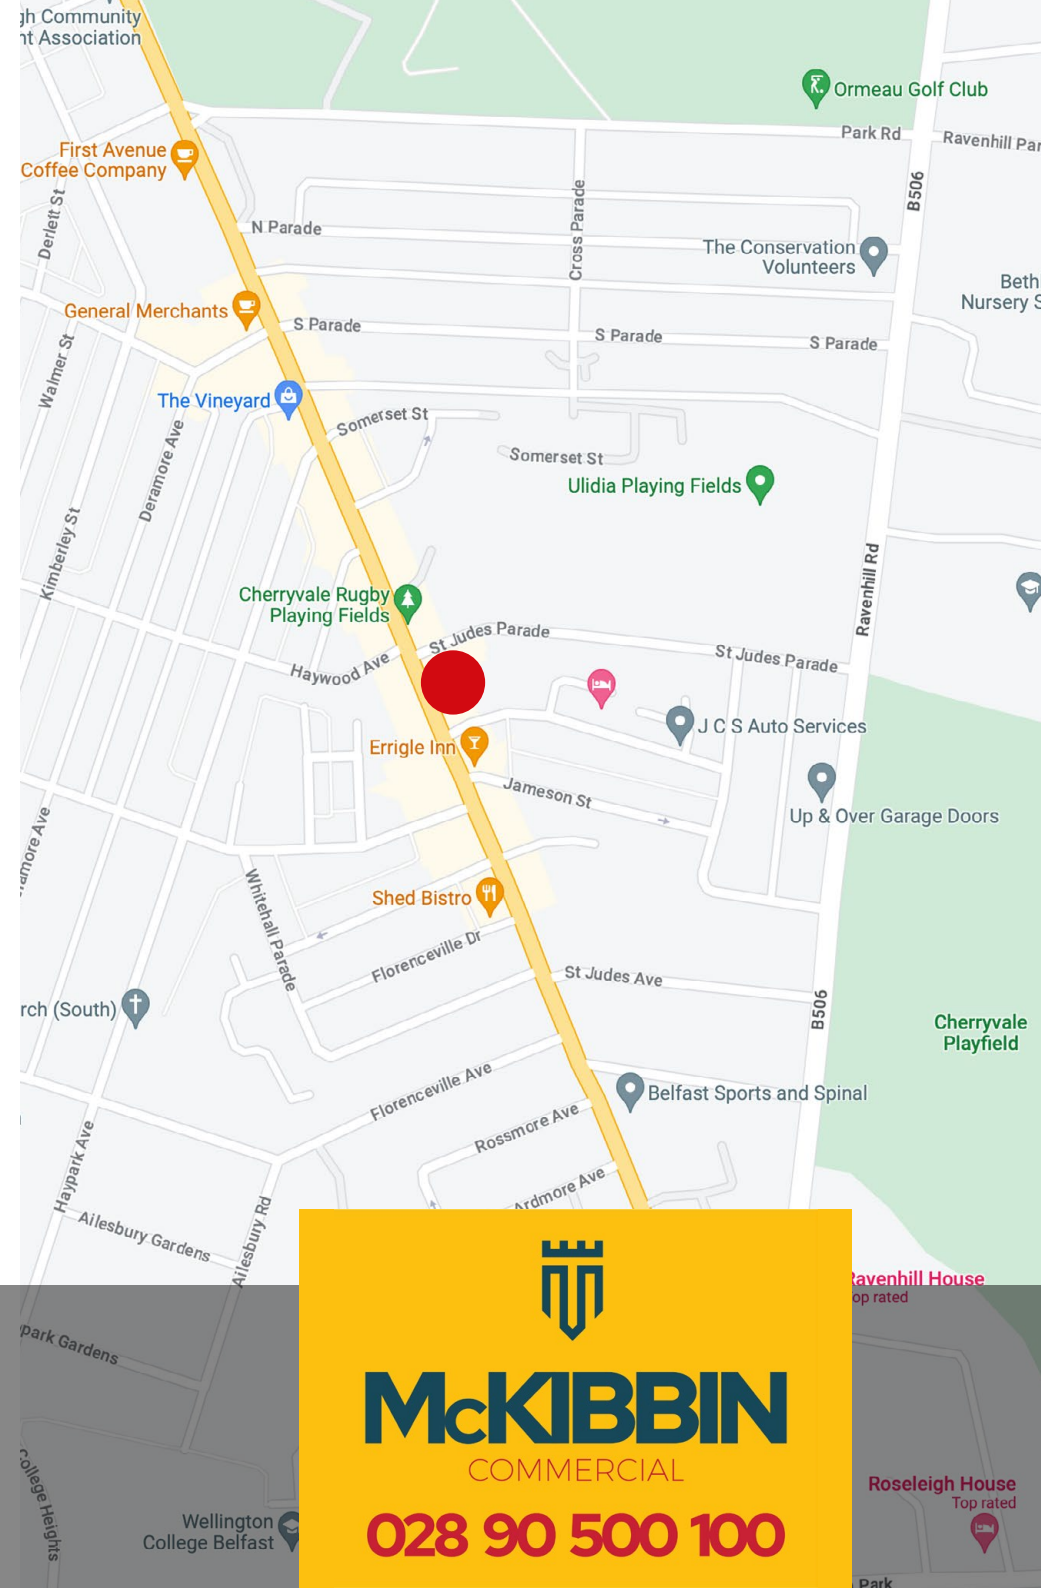 gh Community
nt Association
Ormeau Golf Club
Park Rd
Ravenhill Par
First Avenue
Coffee Company
B506
Derlett St
Cross Parade
N Parade
The Conservation
Volunteers
Beth
Nursery S
General Merchants
S Parade
S Parade
S Parade
Walmer St
The Vineyard
Somerset St
Deramore Ave
Somerset St
Ulidia Playing Fields
Kimberley St
Ravenhill Rd
Cherryvale Rugby
Playing Fields
St Judes Parade
St Judes Parade
Haywood Ave
J C S Auto Services
Errigle Inn
Jameson St
Up & Over Garage Doors
amore Ave
Shed Bistro
Whitehall Parade
Florenceville Dr
St Judes Ave
rch (South)
B506
Cherryvale
Playfield
Florenceville Ave
Belfast Sports and Spinal
Rossmore Ave
Haypark Ave
Ardmore Ave
Ailesbury Gardens
Ailesbury Rd
Ravenhill House
Top rated
park Gardens
McKIBBIN
COMMERCIAL
028 90 500 100
College Heights
Roseleigh House
Top rated
Wellington
College Belfast
Park